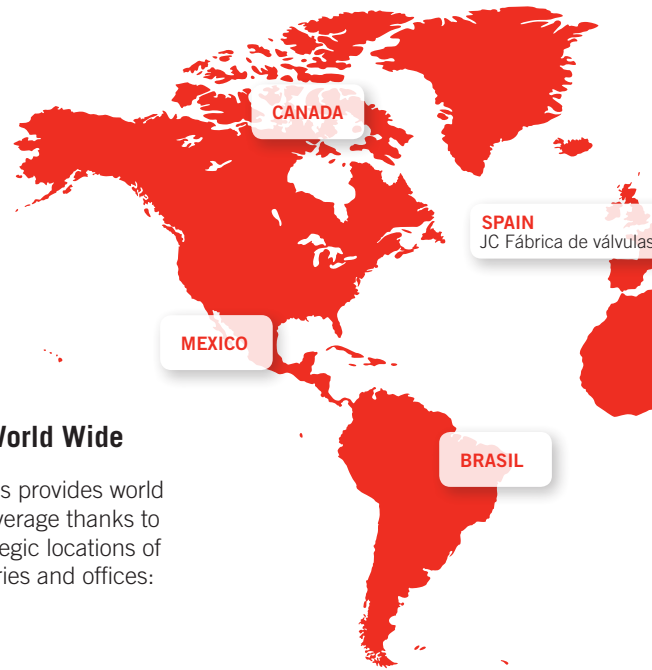 CANADA
SPAIN
JC Fábrica de válvulas
MEXICO
BRASIL
World Wide
s provides world
verage thanks to
egic locations of
ries and offices: